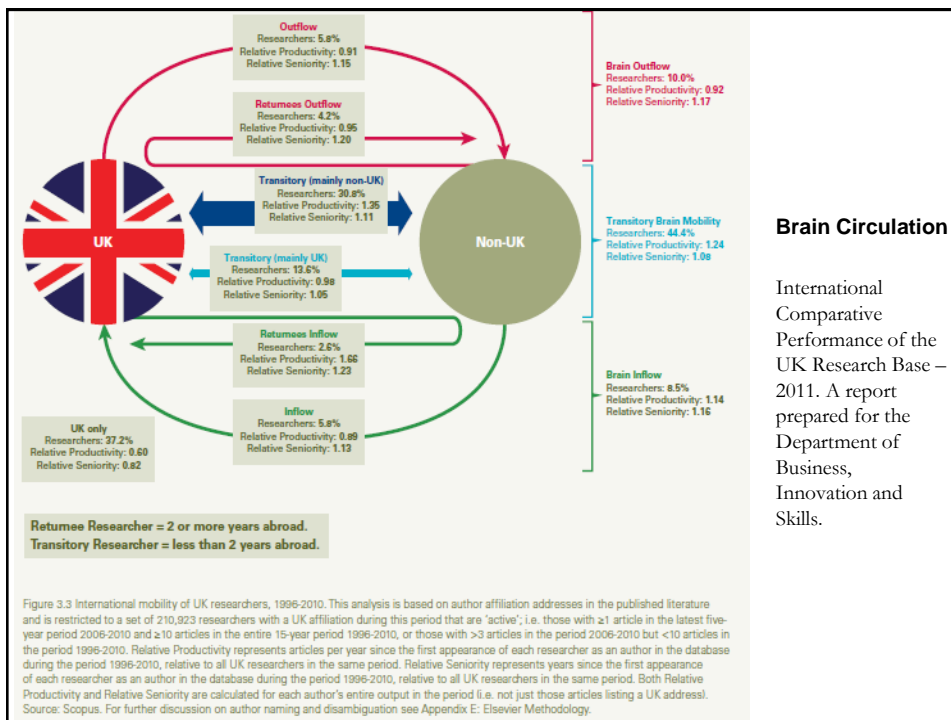 Outflow
Researchers: 5.8%
Relative Productivity: 0.91
Relative Seniority: 1.15
Returnees Outflow
Researchers: 4.2%
Relative Productivity: 0.95
Relative Seniority: 1.20
Brain Outflow
Researchers: 10.0%
Relative Productivity: 0.92
Relative Seniority: 1.17
UK
Transitory (mainly non-UK)
Researchers: 30.8%
Relative Productivity: 1.35
Relative Seniority: 1.11
Transitory (mainly UK)
Researchers: 13.6%
Relative Productivity: 0.98
Relative Seniority: 1.05
Non-UK
Transitory Brain Mobility
Researchers: 44.4%
Relative Productivity: 1.24
Relative Seniority: 1.08
Returnees Inflow
Researchers: 2.6%
Relative Productivity: 1.66
Relative Seniority: 1.23
Inflow
Researchers: 5.8%
Relative Productivity: 0.89
Relative Seniority: 1.13
Brain Inflow
Researchers: 8.5%
Relative Productivity: 1.14
Relative Seniority: 1.16
UK only
Researchers: 37.2%
Relative Productivity: 0.60
Relative Seniority: 0.82
Returnee Researcher = 2 or more years abroad.
Transitory Researcher = less than 2 years abroad.
Figure 3.3 International mobility of UK researchers, 1996-2010. This analysis is based on author affiliation addresses in the published literature
and is restricted to a set of 210,923 researchers with a UK affiliation during this period that are 'active'; i.e. those with ≥1 article in the latest five-
year period 2006-2010 and ≥10 articles in the entire 15-year period 1996-2010, or those with >3 articles in the period 2006-2010 but <10 articles in
the period 1996-2010. Relative Productivity represents articles per year since the first appearance of each researcher as an author in the database
during the period 1996-2010, relative to all UK researchers in the same period. Relative Seniority represents years since the first appearance
of each researcher as an author in the database during the period 1996-2010, relative to all UK researchers in the same period. Both Relative
Productivity and Relative Seniority are calculated for each author's entire output in the period (i.e. not just those articles listing a UK address).
Source: Scopus. For further discussion on author naming and disambiguation see Appendix E: Elsevier Methodology.
Brain Circulation
International
Comparative
Performance of the
UK Research Base –
2011. A report
prepared for the
Department of
Business,
Innovation and
Skills.